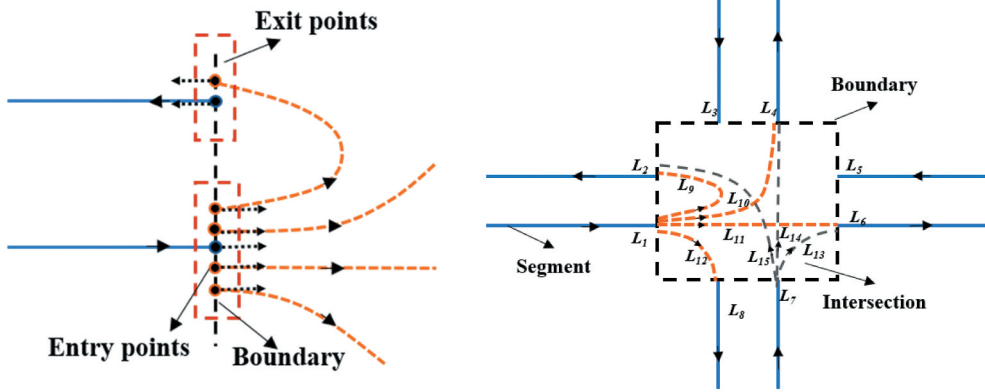 Exit points
Entry points
Boundary
Boundary
L3
L4
L2
L9
L5
L10
L1
L11
L14
L6
L12
L15
L13
Segment
L7
L8
Intersection